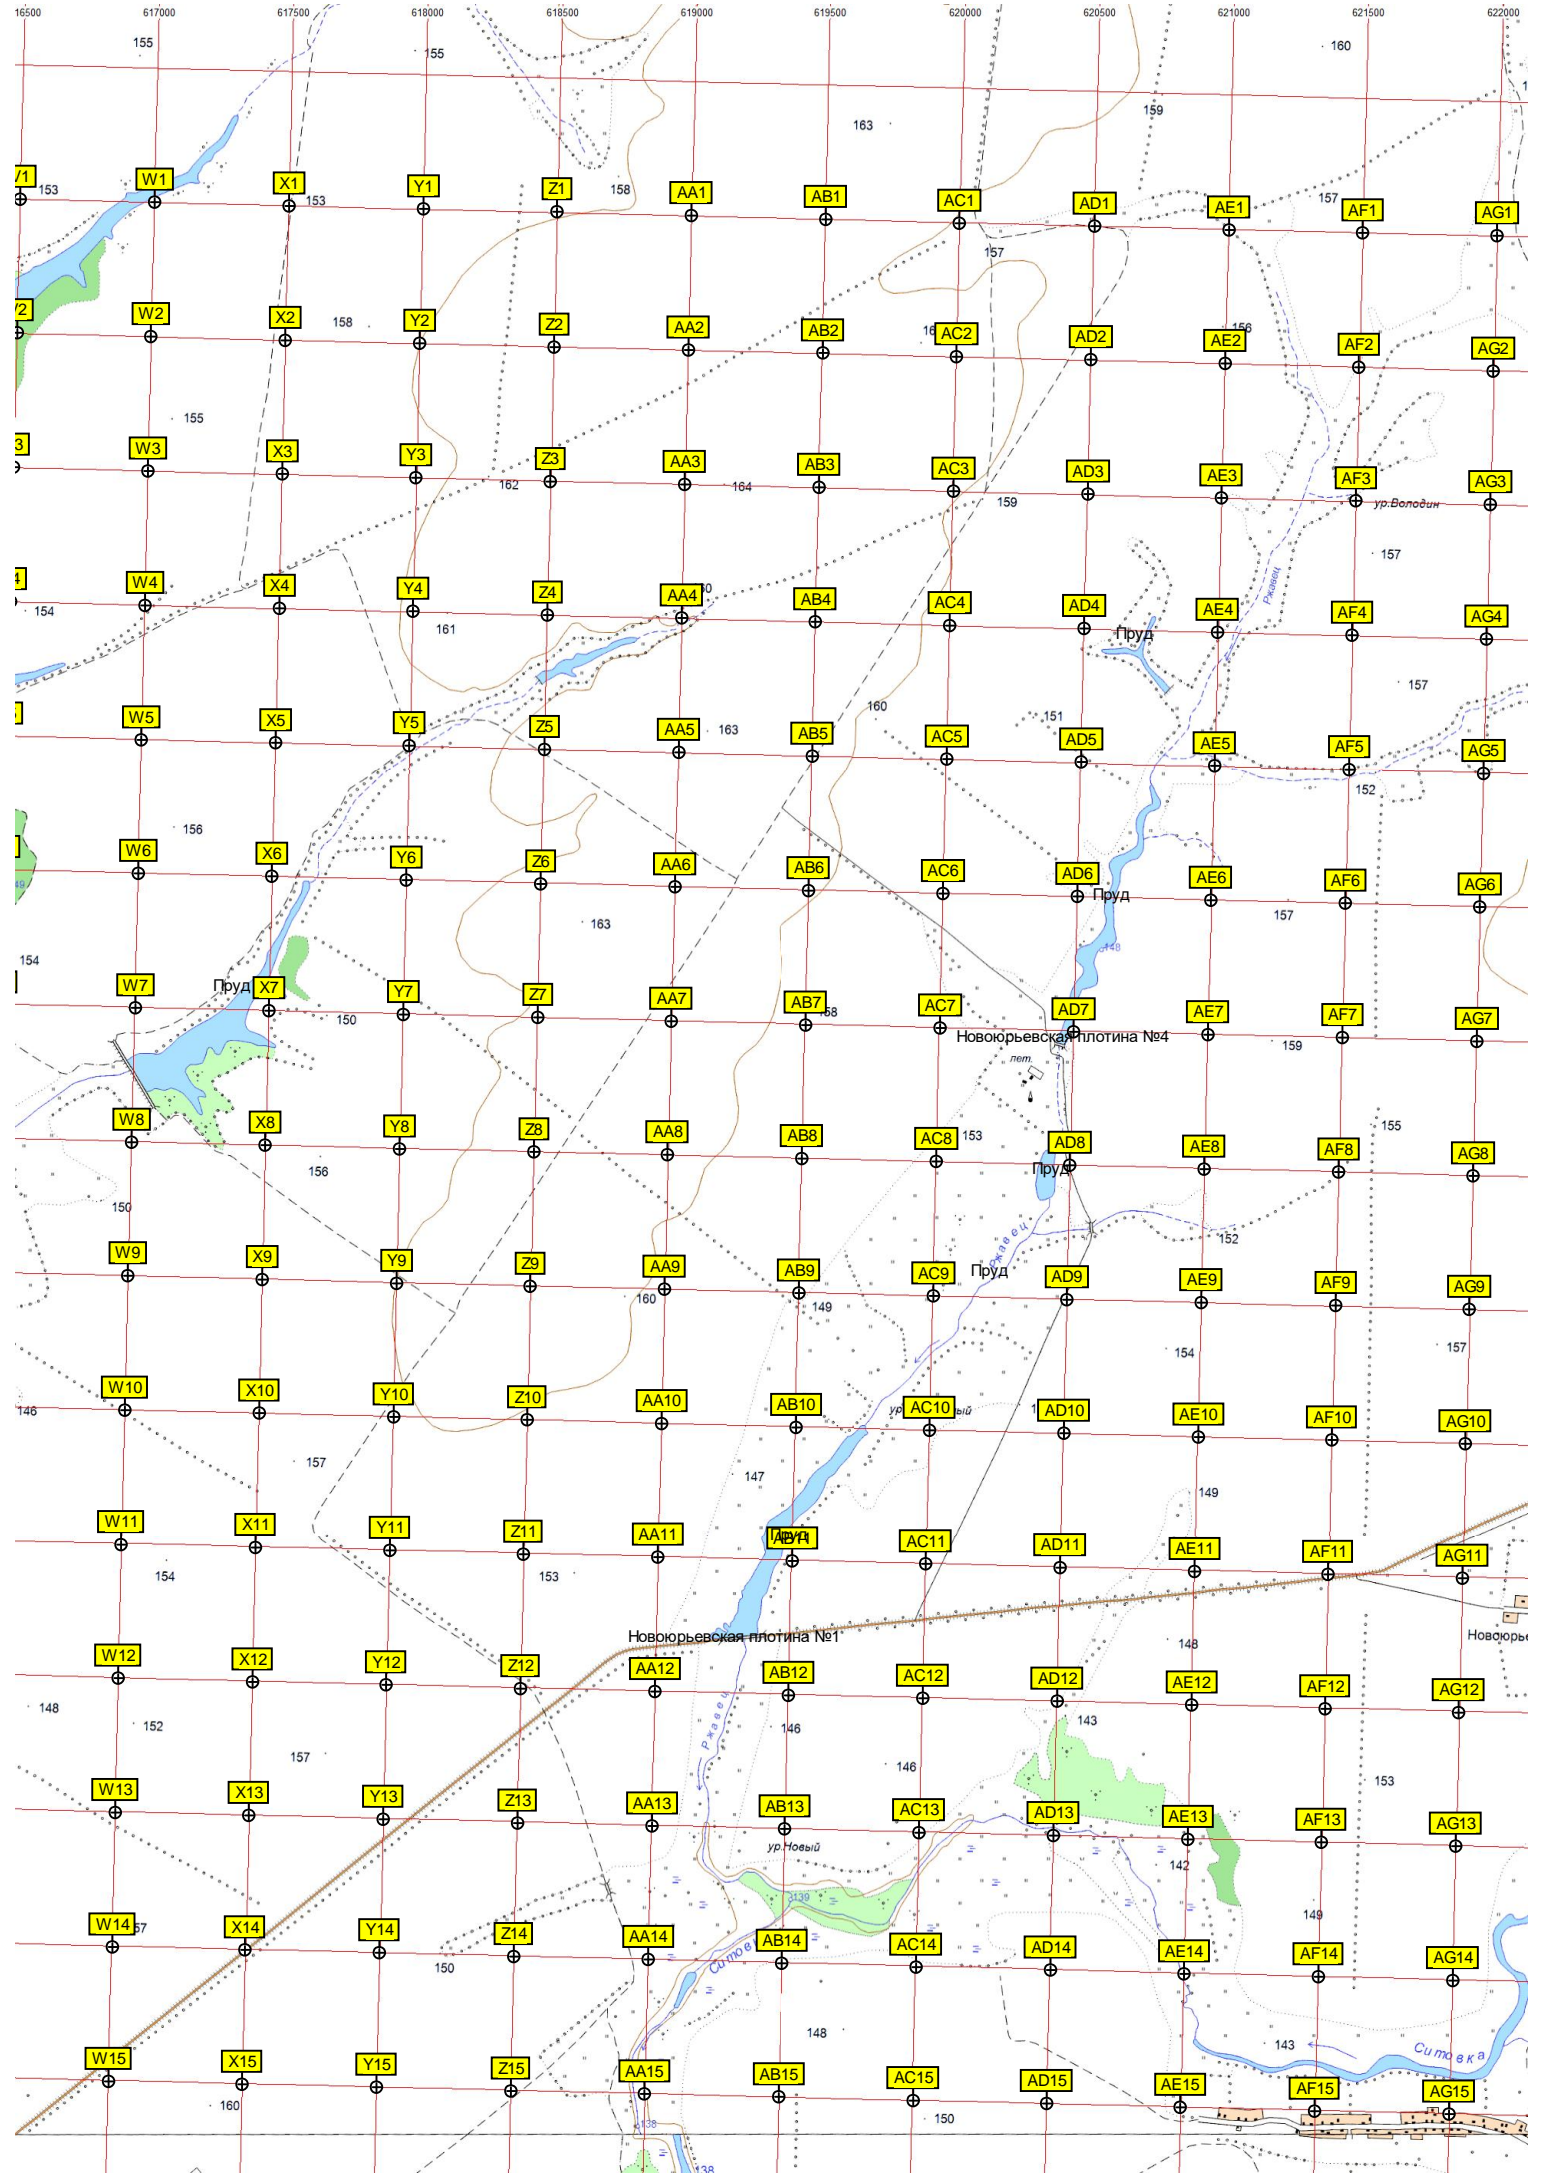 16500 617000 617500 618000 618500 619000 619500 620000 620500 621000 621500 622000
155 155 160
163 159
W1 X1 Y1 Z1 AA1 AB1 AC1 AD1 AE1 AF1 AG1
153 153 158 157 157
W2 X2 Y2 Z2 AA2 AB2 AC2 AD2 AE2 AF2 AG2
158 156
155
W3 X3 Y3 Z3 AA3 AB3 AC3 AD3 AE3 AF3 AG3
162 164 159 ур.Володин
157
Ржавец
W4 X4 Y4 Z4 AA4 AB4 AC4 AD4 AE4 AF4 AG4
154 161 Пруд
157
W5 X5 Y5 Z5 AA5 AB5 AC5 AD5 AE5 AF5 AG5
163 160 151 152
156
W6 X6 Y6 Z6 AA6 AB6 AC6 AD6 AE6 AF6 AG6
Пруд
163 157
154 148
W7 X7 Y7 Z7 AA7 AB7 AC7 AD7 AE7 AF7 AG7
Пруд 150 159
Новоюрьевская плотина №4
лет.
W8 X8 Y8 Z8 AA8 AB8 AC8 AD8 AE8 AF8 AG8
153 155
156 Пруд
150 152
Ржавец
W9 X9 Y9 Z9 AA9 AB9 AC9 AD9 AE9 AF9 AG9
Пруд
160 149
154 157
W10 X10 Y10 Z10 AA10 AB10 AC10 AD10 AE10 AF10 AG10
146
157 147 149
W11 X11 Y11 Z11 AA11 AB11 AC11 AD11 AE11 AF11 AG11
Пруд
154 153
Новоюрьевская плотина №1
148
W12 X12 Y12 Z12 AA12 AB12 AC12 AD12 AE12 AF12 AG12
148 152 146 143
Ржавец
157 146 153
W13 X13 Y13 Z13 AA13 AB13 AC13 AD13 AE13 AF13 AG13
ур.Новый
142
139
149
W14 X14 Y14 Z14 AA14 AB14 AC14 AD14 AE14 AF14 AG14
150
148 143 Ситовка
W15 X15 Y15 Z15 AA15 AB15 AC15 AD15 AE15 AF15 AG15
160 150
138
138